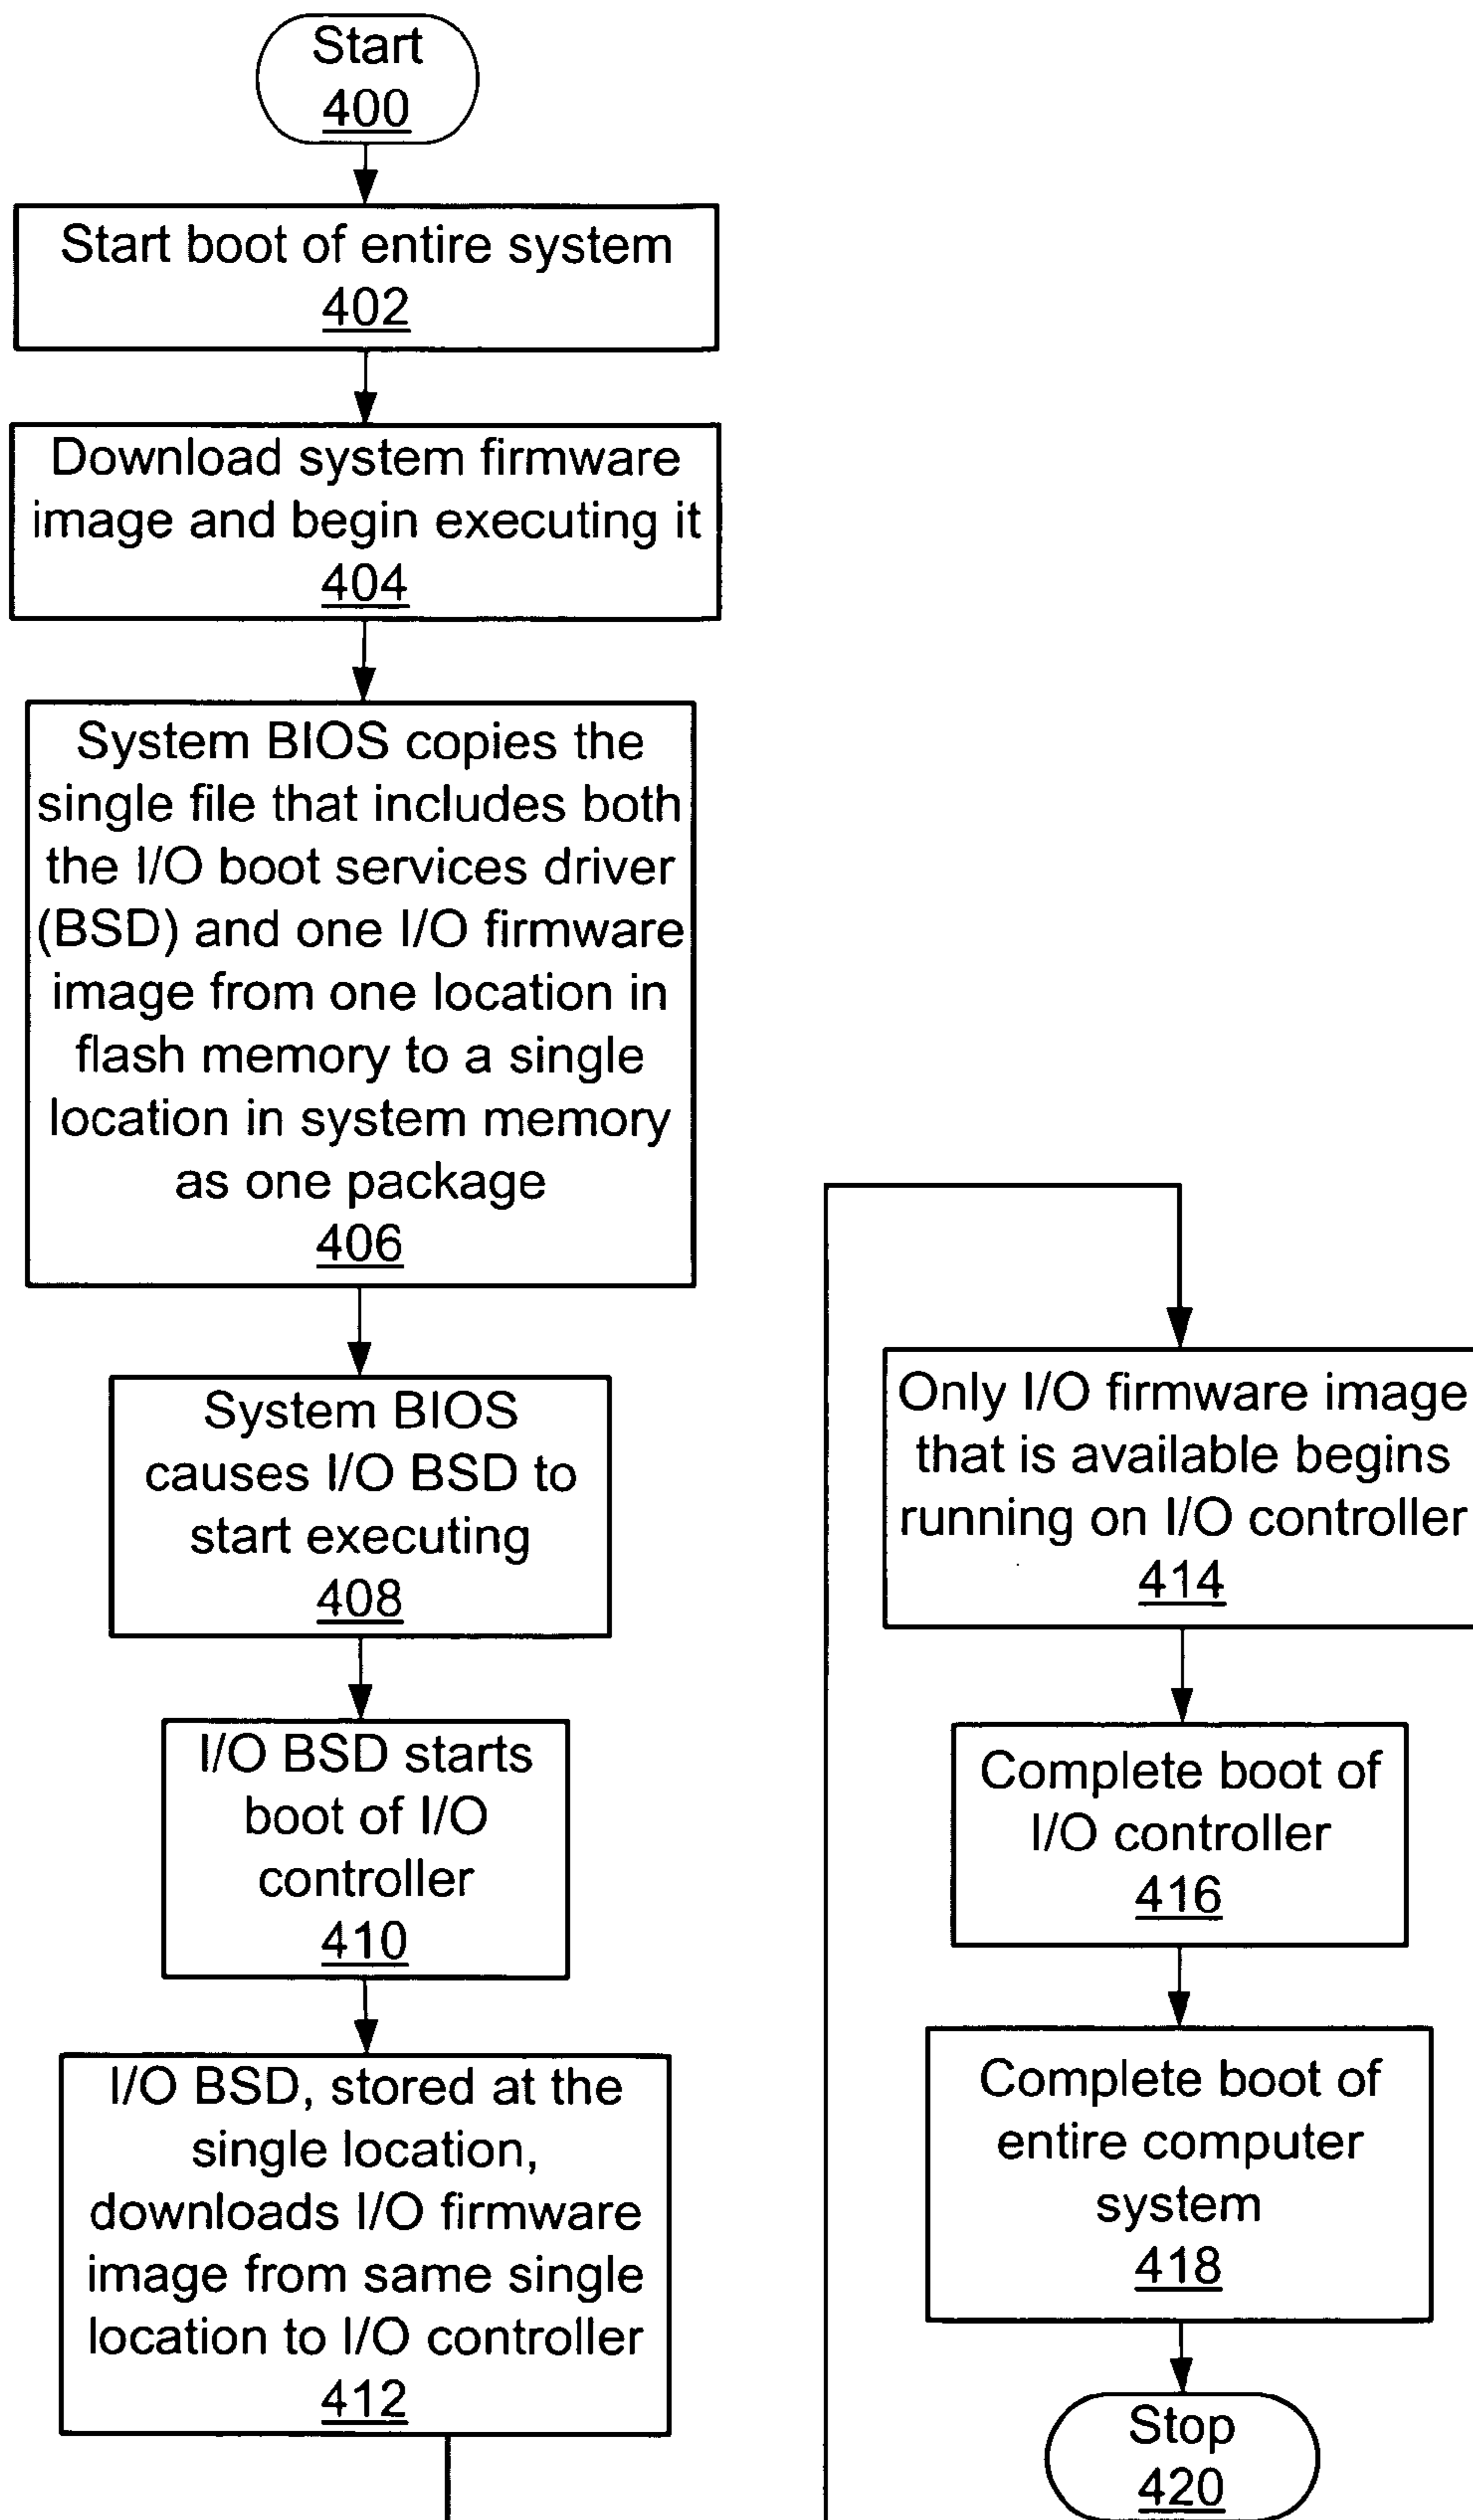 Start
400
Start boot of entire system
402
Download system firmware
image and begin executing it
404
System BIOS copies the
single file that includes both
the I/O boot services driver
(BSD) and one I/O firmware
image from one location in
flash memory to a single
location in system memory
as one package
406
System BIOS
causes I/O BSD to
start executing
408
I/O BSD starts
boot of I/O
controller
410
I/O BSD, stored at the
single location,
downloads I/O firmware
image from same single
location to I/O controller
412
Only I/O firmware image
that is available begins
running on I/O controller
414
Complete boot of
I/O controller
416
Complete boot of
entire computer
system
418
Stop
420